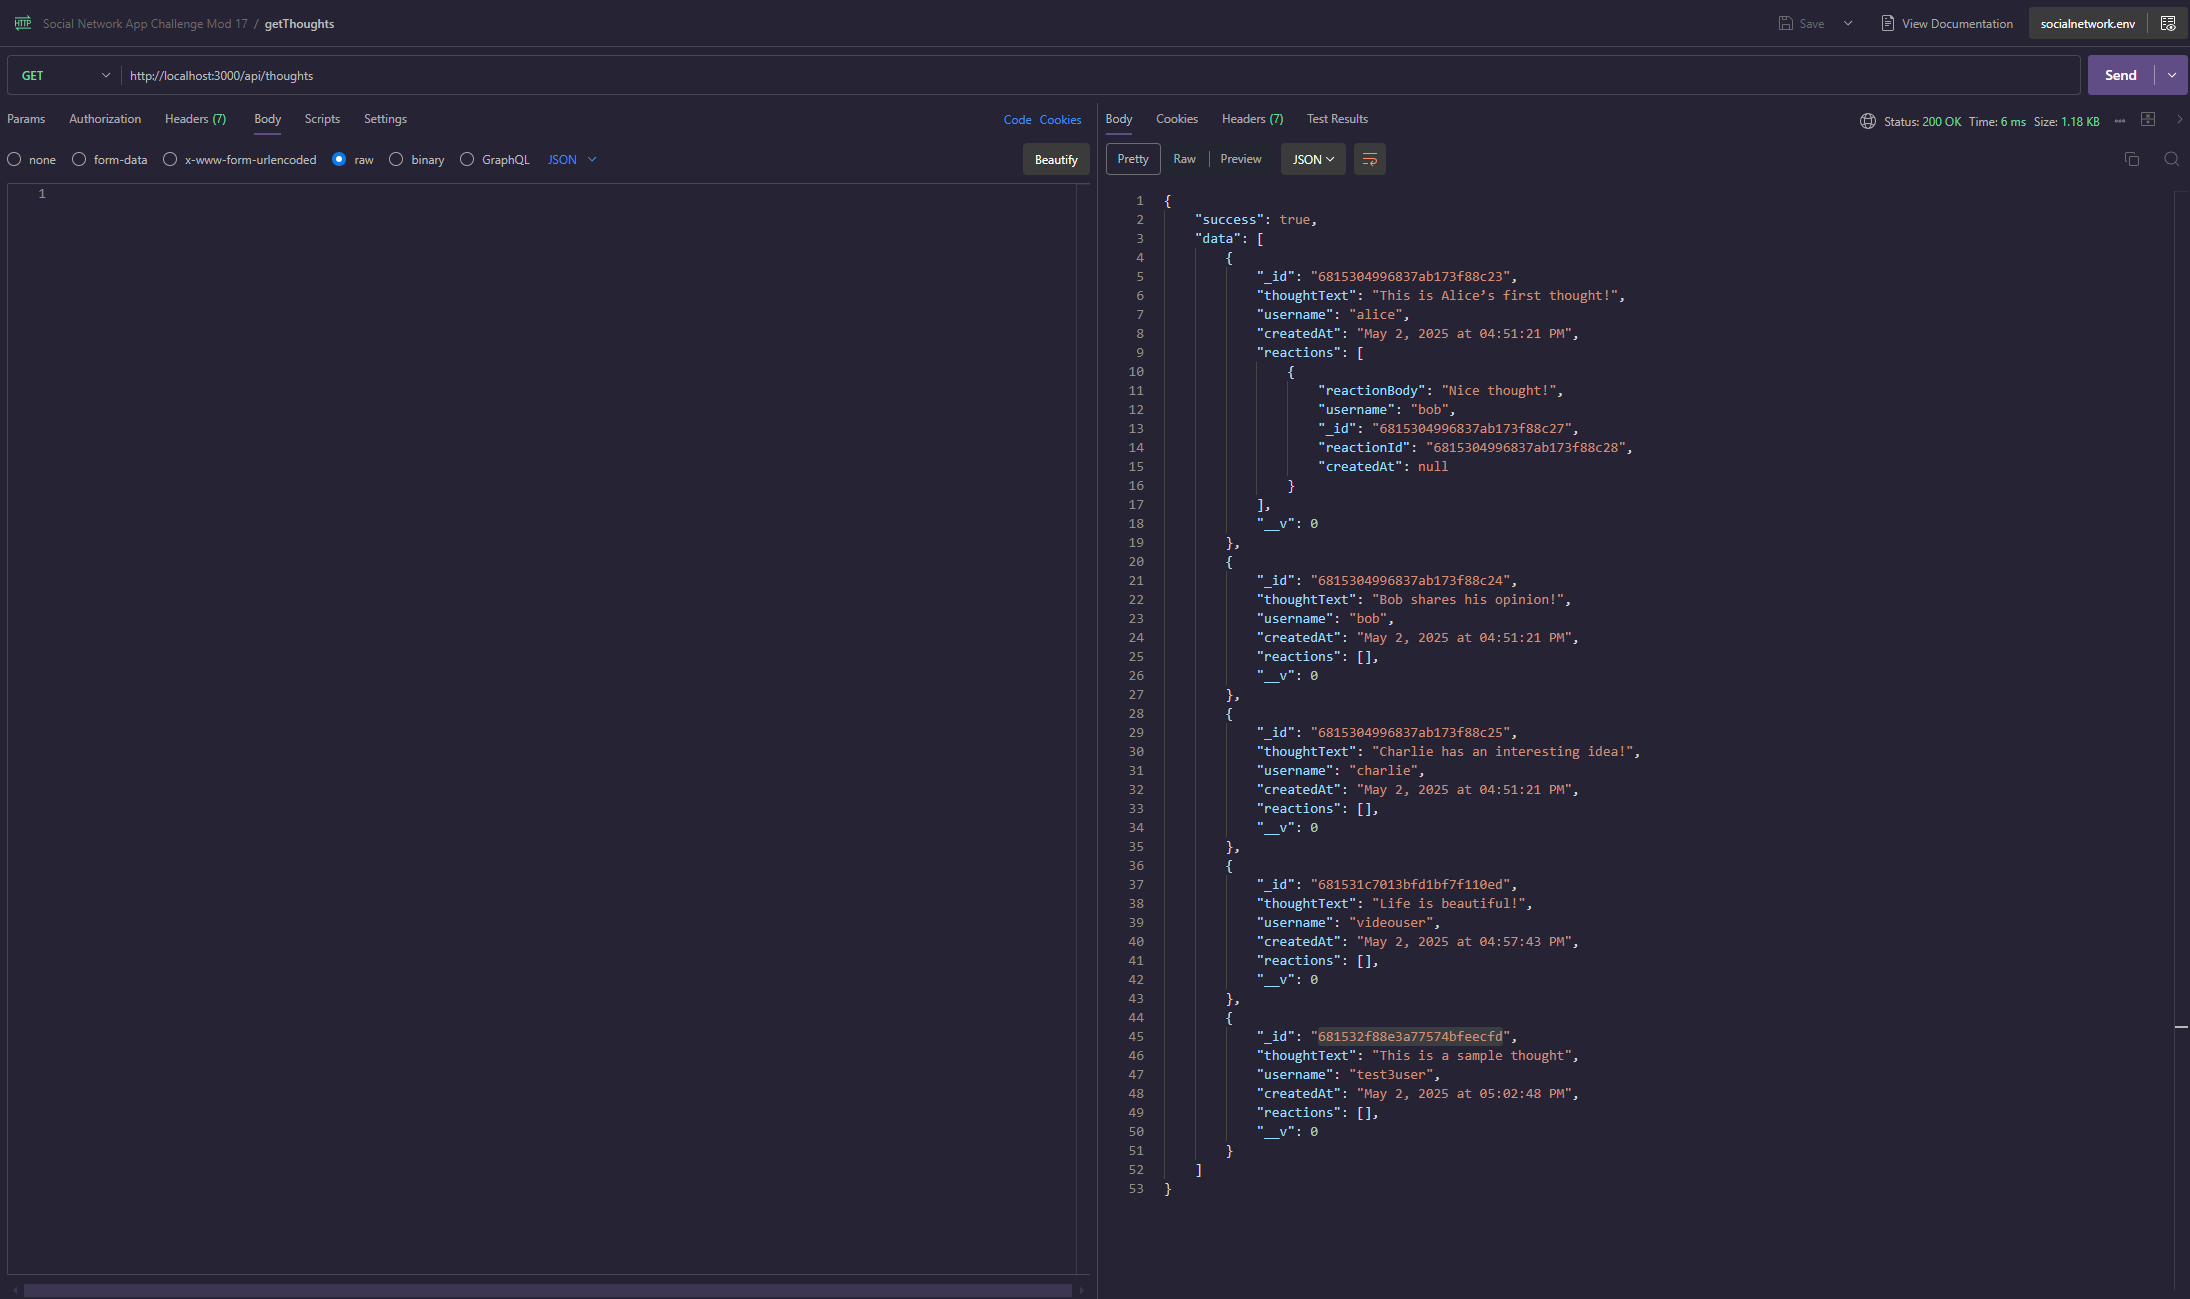 HTTP Social Network App Challenge Mod 17 / getThoughts Save View Documentation socialnetwork.env
GET http://localhost:3000/api/thoughts Send
Params Authorization Headers (7) Body Scripts Settings Code Cookies
none form-data x-www-form-urlencoded raw binary GraphQL JSON Beautify
1
Body Cookies Headers (7) Test Results Status: 200 OK Time: 6 ms Size: 1.18 KB
Pretty Raw Preview JSON
1 {
2 "success": true,
3 "data": [
4 {
5 "_id": "6815304996837ab173f88c23",
6 "thoughtText": "This is Alice’s first thought!",
7 "username": "alice",
8 "createdAt": "May 2, 2025 at 04:51:21 PM",
9 "reactions": [
10 {
11 "reactionBody": "Nice thought!",
12 "username": "bob",
13 "_id": "6815304996837ab173f88c27",
14 "reactionId": "6815304996837ab173f88c28",
15 "createdAt": null
16 }
17 ],
18 "__v": 0
19 },
20 {
21 "_id": "6815304996837ab173f88c24",
22 "thoughtText": "Bob shares his opinion!",
23 "username": "bob",
24 "createdAt": "May 2, 2025 at 04:51:21 PM",
25 "reactions": [],
26 "__v": 0
27 },
28 {
29 "_id": "6815304996837ab173f88c25",
30 "thoughtText": "Charlie has an interesting idea!",
31 "username": "charlie",
32 "createdAt": "May 2, 2025 at 04:51:21 PM",
33 "reactions": [],
34 "__v": 0
35 },
36 {
37 "_id": "681531c7013bfd1bf7f110ed",
38 "thoughtText": "Life is beautiful!",
39 "username": "videouser",
40 "createdAt": "May 2, 2025 at 04:57:43 PM",
41 "reactions": [],
42 "__v": 0
43 },
44 {
45 "_id": "681532f88e3a77574bfeecfd",
46 "thoughtText": "This is a sample thought",
47 "username": "test3user",
48 "createdAt": "May 2, 2025 at 05:02:48 PM",
49 "reactions": [],
50 "__v": 0
51 }
52 ]
53 }